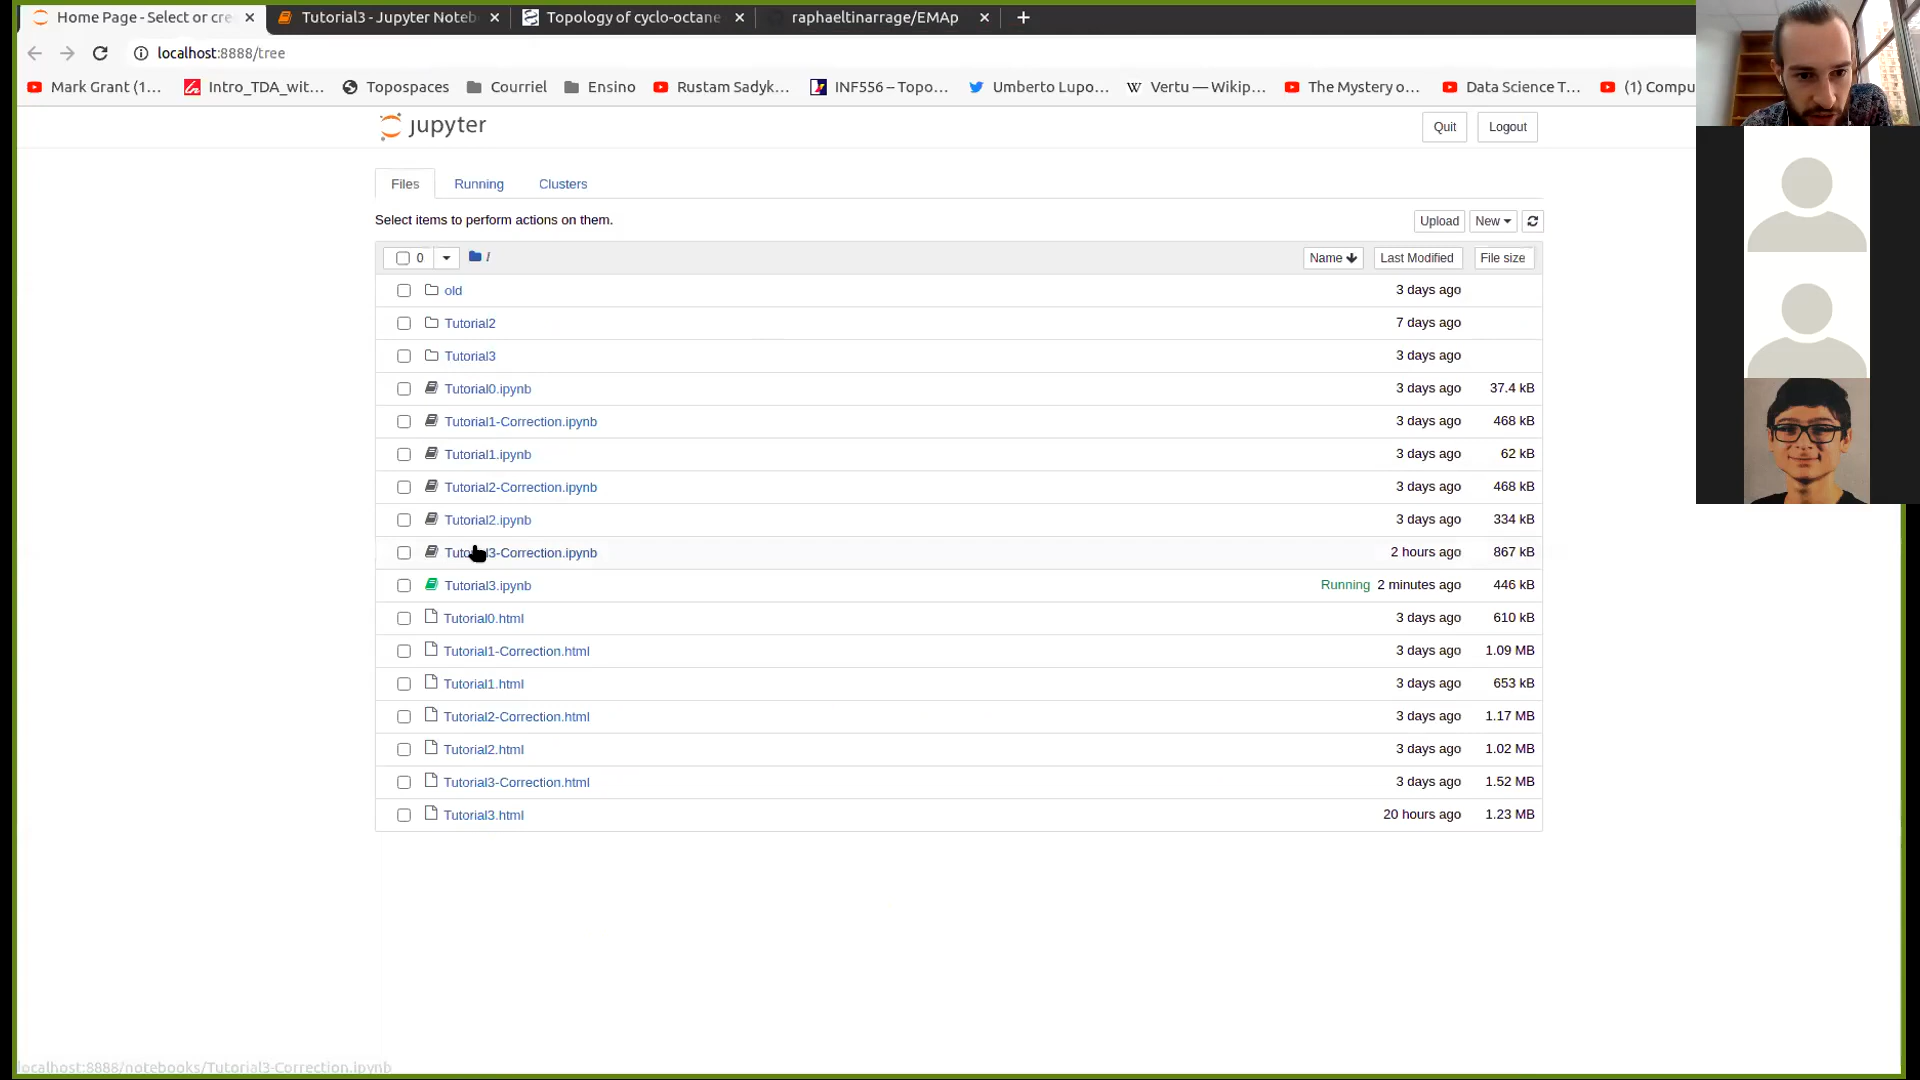 Home Page - Select or cre
Tutorial3 - Jupyter Noteb
Topology of cyclo-octane
raphaeltinarrage/EMAp
localhost:8888/tree
Mark Grant (1...
Intro_TDA_wit...
Topospaces
Courriel
Ensino
Rustam Sadyk...
INF556 – Topo...
Umberto Lupo...
Vertu — Wikip...
The Mystery o...
Data Science T...
(1) Compu
jupyter
Quit
Logout
Files
Running
Clusters
Select items to perform actions on them.
Upload
New
0
/
Name
Last Modified
File size
old 3 days ago
Tutorial2 7 days ago
Tutorial3 3 days ago
Tutorial0.ipynb 3 days ago 37.4 kB
Tutorial1-Correction.ipynb 3 days ago 468 kB
Tutorial1.ipynb 3 days ago 62 kB
Tutorial2-Correction.ipynb 3 days ago 468 kB
Tutorial2.ipynb 3 days ago 334 kB
Tutorial3-Correction.ipynb 2 hours ago 867 kB
Tutorial3.ipynb Running 2 minutes ago 446 kB
Tutorial0.html 3 days ago 610 kB
Tutorial1-Correction.html 3 days ago 1.09 MB
Tutorial1.html 3 days ago 653 kB
Tutorial2-Correction.html 3 days ago 1.17 MB
Tutorial2.html 3 days ago 1.02 MB
Tutorial3-Correction.html 3 days ago 1.52 MB
Tutorial3.html 20 hours ago 1.23 MB
localhost:8888/notebooks/Tutorial3-Correction.ipynb